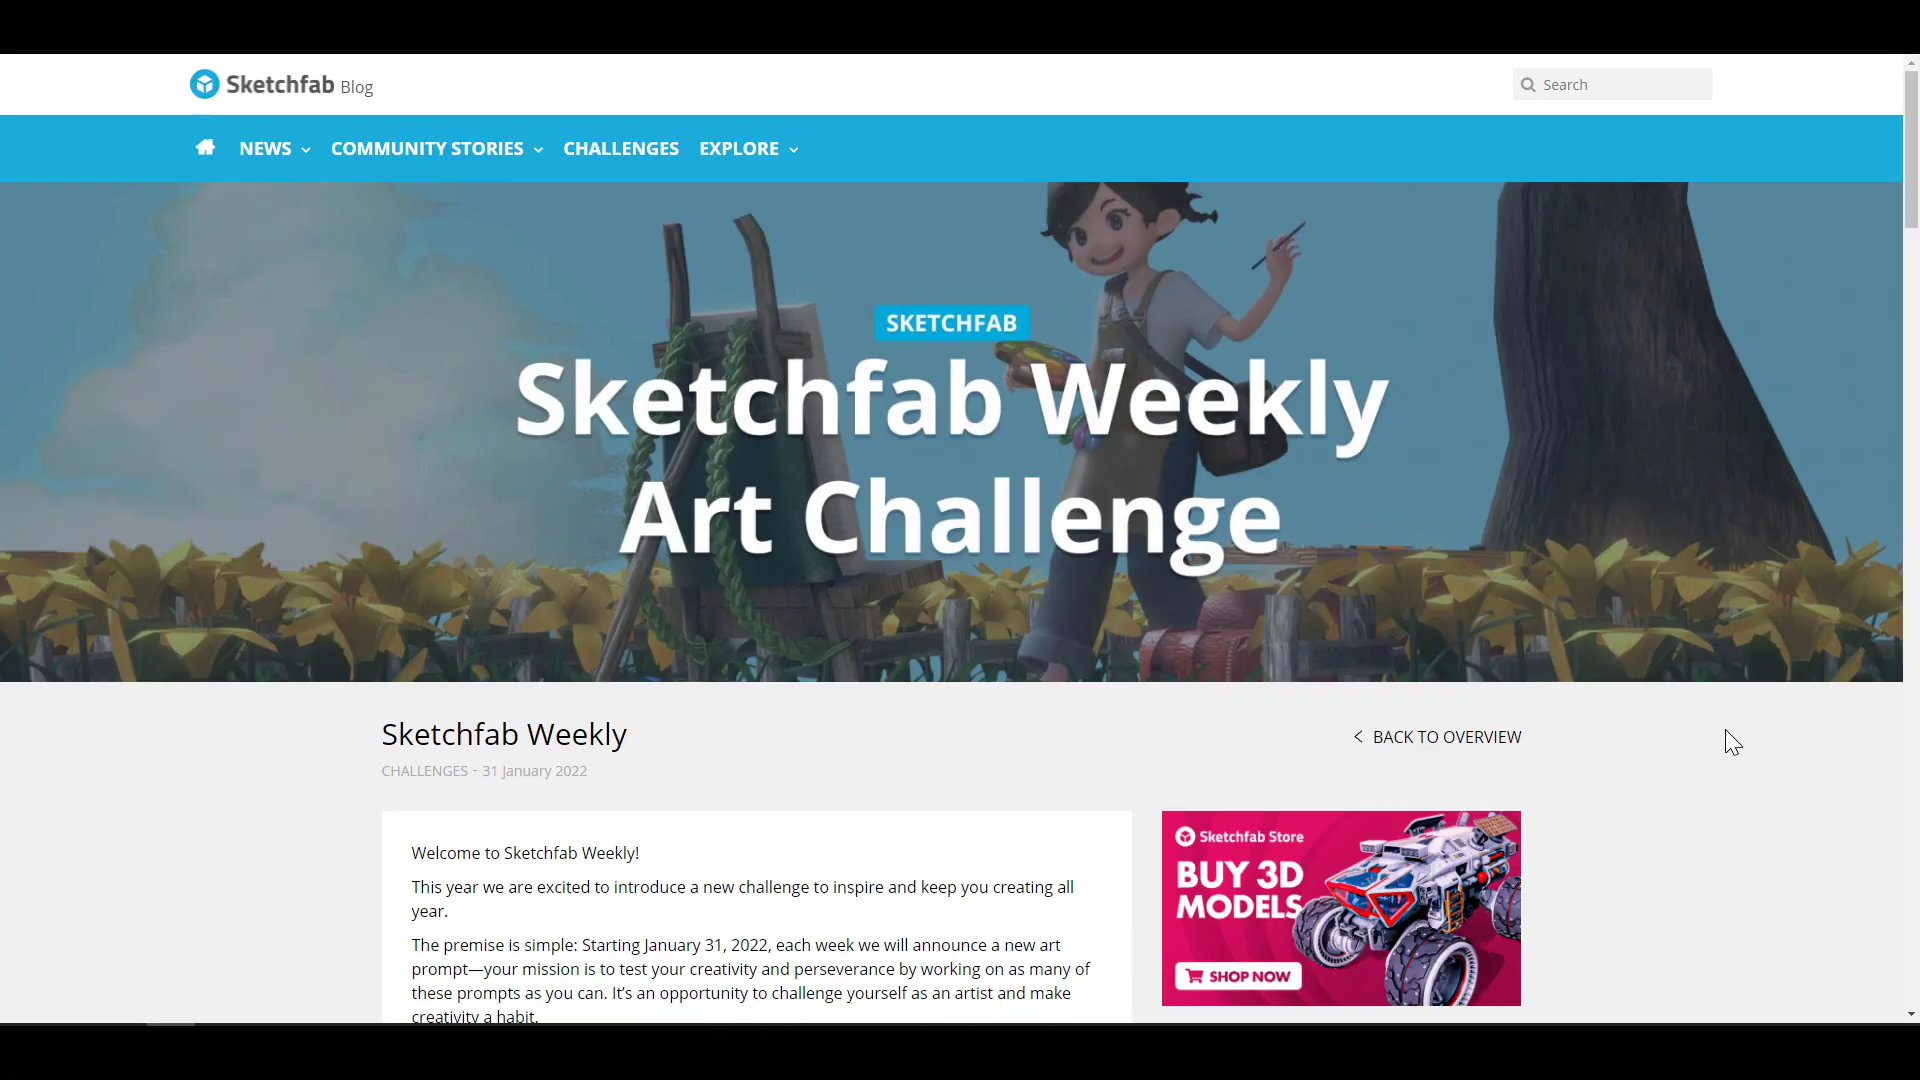 Sketchfab Blog
Search
NEWS COMMUNITY STORIES CHALLENGES EXPLORE
SKETCHFAB
Sketchfab Weekly
Art Challenge
Sketchfab Weekly
< BACK TO OVERVIEW
CHALLENGES - 31 January 2022
Welcome to Sketchfab Weekly!
This year we are excited to introduce a new challenge to inspire and keep you creating all
year.
The premise is simple: Starting January 31, 2022, each week we will announce a new art
prompt—your mission is to test your creativity and perseverance by working on as many of
these prompts as you can. It’s an opportunity to challenge yourself as an artist and make
creativity a habit.
Sketchfab Store
BUY 3D
MODELS
SHOP NOW